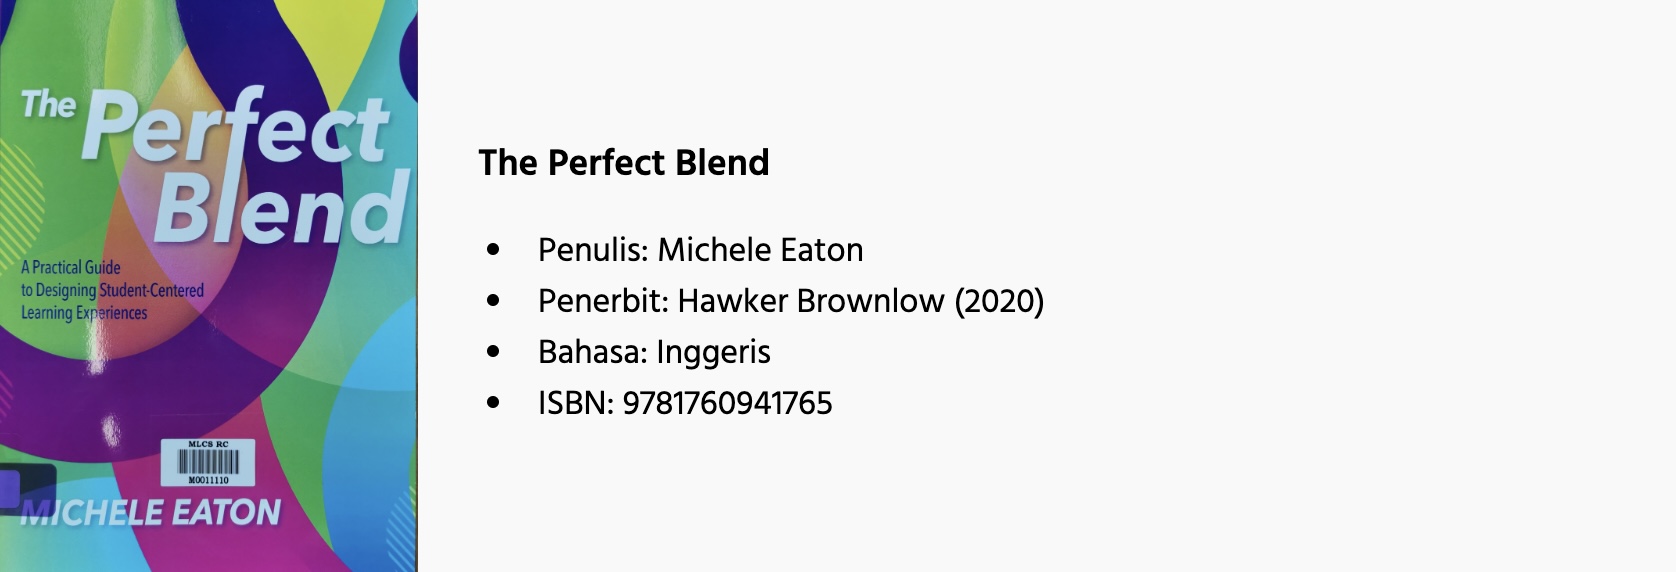 The Perfect
Blend
A Practical Guide
to Designing Student-Centered
Learning Experiences
MLCS RC
M0011110
MICHELE EATON
The Perfect Blend
• Penulis: Michele Eaton
• Penerbit: Hawker Brownlow (2020)
• Bahasa: Inggeris
• ISBN: 9781760941765